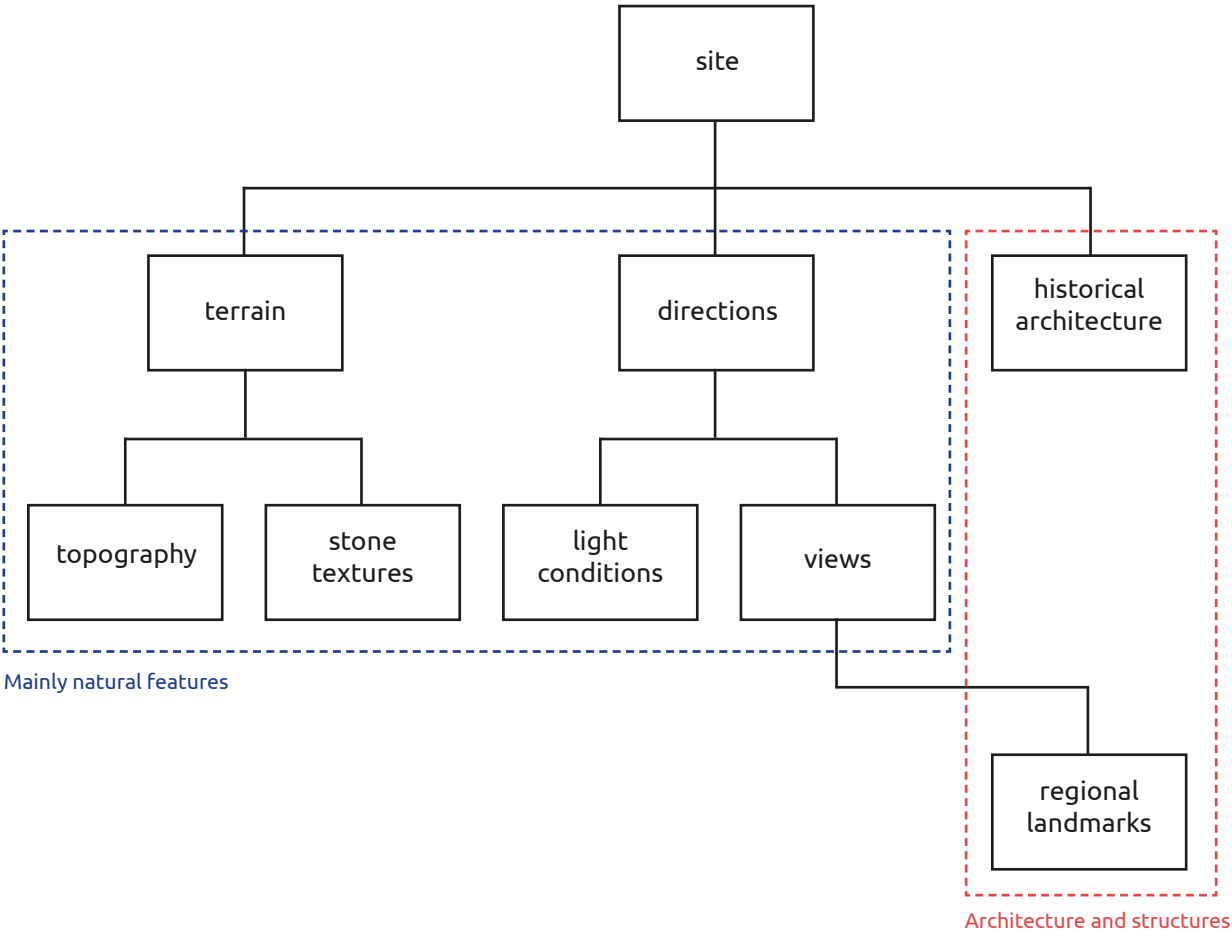 site
terrain
directions
historical
architecture
topography
stone
textures
light
conditions
views
Mainly natural features
regional
landmarks
Architecture and structures